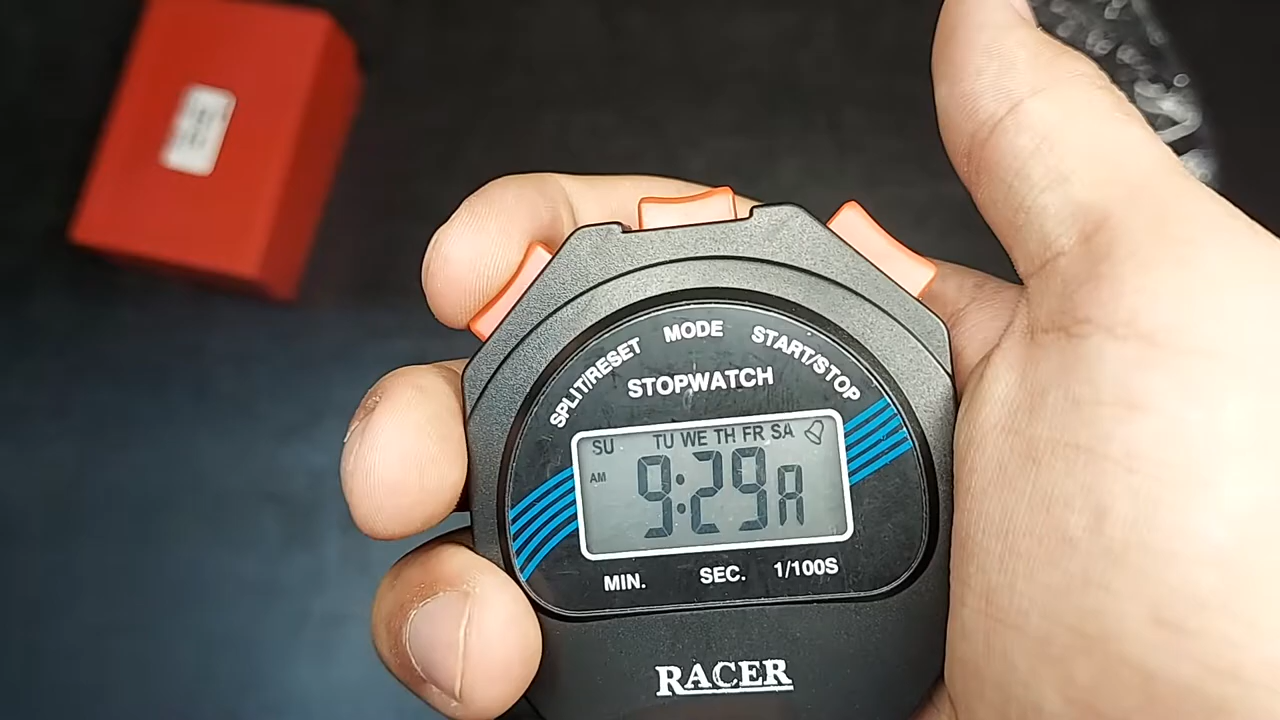 SPLIT/RESET MODE START/STOP
STOPWATCH
SU TU WE TH FR SA
AM 9:29A
MIN. SEC. 1/100S
RACER